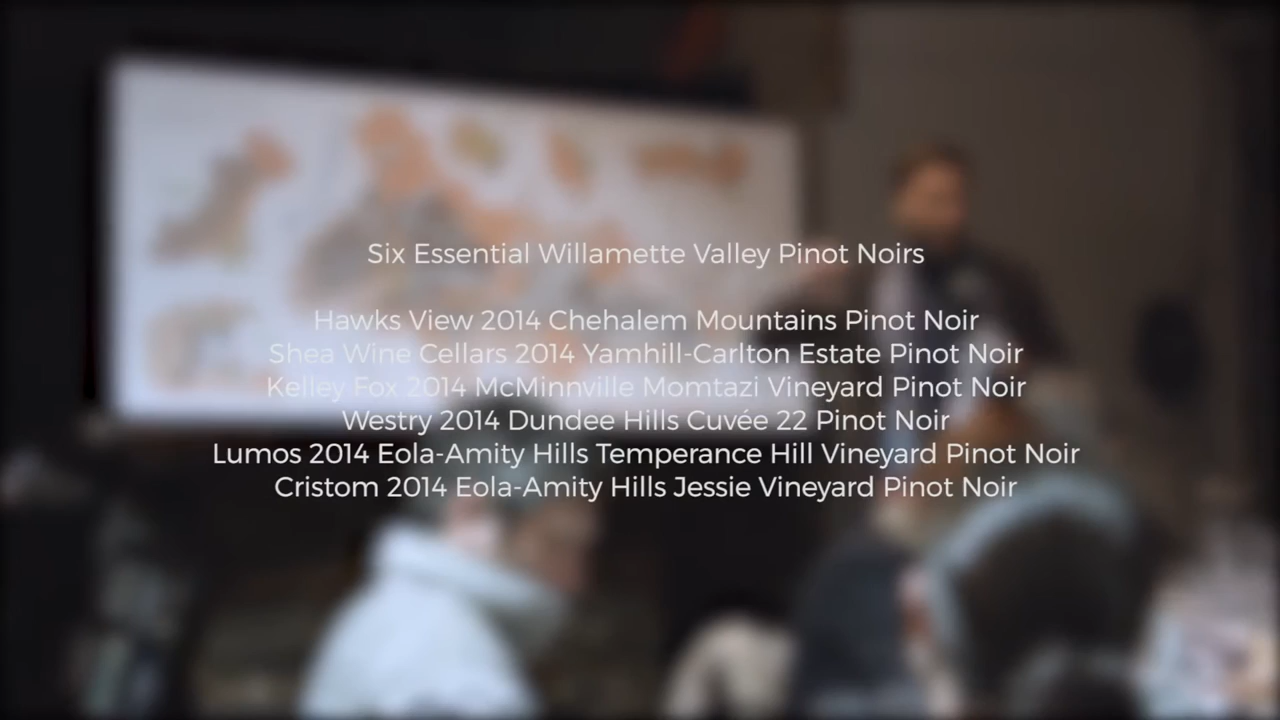 Six Essential Willamette Valley Pinot Noirs
Hawks View 2014 Chehalem Mountains Pinot Noir
Shea Wine Cellars 2014 Yamhill-Carlton Estate Pinot Noir
Kelley Fox 2014 McMinnville Momtazi Vineyard Pinot Noir
Westry 2014 Dundee Hills Cuvée 22 Pinot Noir
Lumos 2014 Eola-Amity Hills Temperance Hill Vineyard Pinot Noir
Cristom 2014 Eola-Amity Hills Jessie Vineyard Pinot Noir